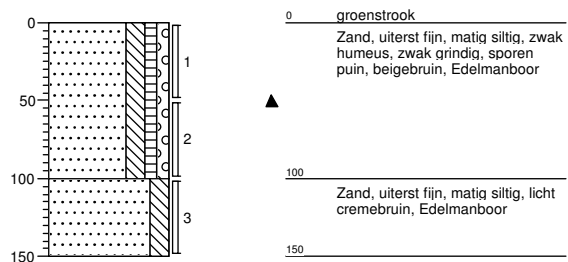 0
50
100
150
1
2
3
0 groenstrook
Zand, uiterst fijn, matig siltig, zwak
humeus, zwak grindig, sporen
puin, beigebruin, Edelmanboor
100
Zand, uiterst fijn, matig siltig, licht
cremebruin, Edelmanboor
150